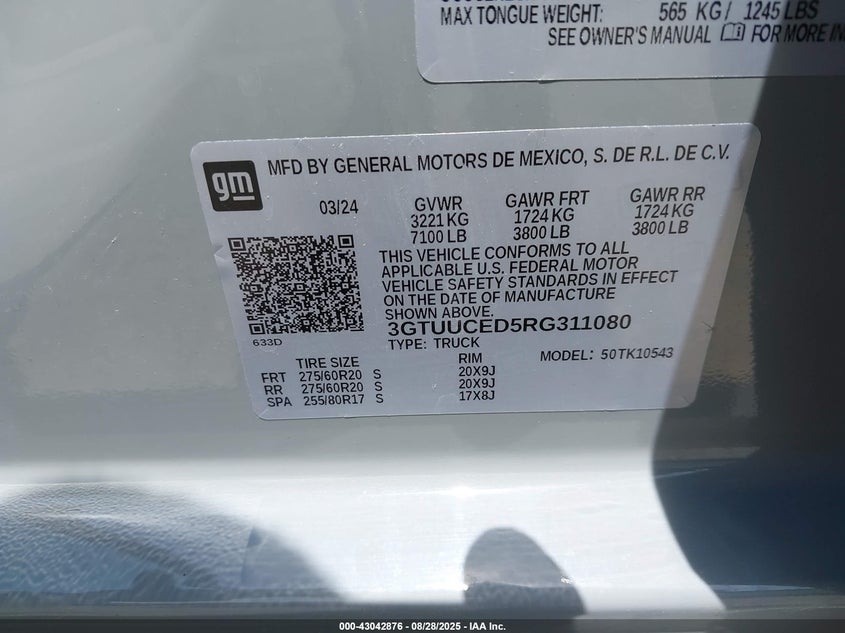 MAX TONGUE WEIGHT: 565 KG / 1245 LBS
SEE OWNER'S MANUAL FOR MORE IN
gm
MFD BY GENERAL MOTORS DE MEXICO, S. DE R.L. DE C.V.
03/24 GVWR GAWR FRT GAWR RR
3221 KG 1724 KG 1724 KG
7100 LB 3800 LB 3800 LB
THIS VEHICLE CONFORMS TO ALL
APPLICABLE U.S. FEDERAL MOTOR
VEHICLE SAFETY STANDARDS IN EFFECT
ON THE DATE OF MANUFACTURE
SHOWN ABOVE.
633D
3GTUUCED5RG311080
TYPE: TRUCK MODEL: 50TK10543
TIRE SIZE RIM
FRT 275/60R20 S 20X9J
RR 275/60R20 S 20X9J
SPA 255/80R17 S 17X8J
000-43042876 | 08/28/2025 - IAA Inc.